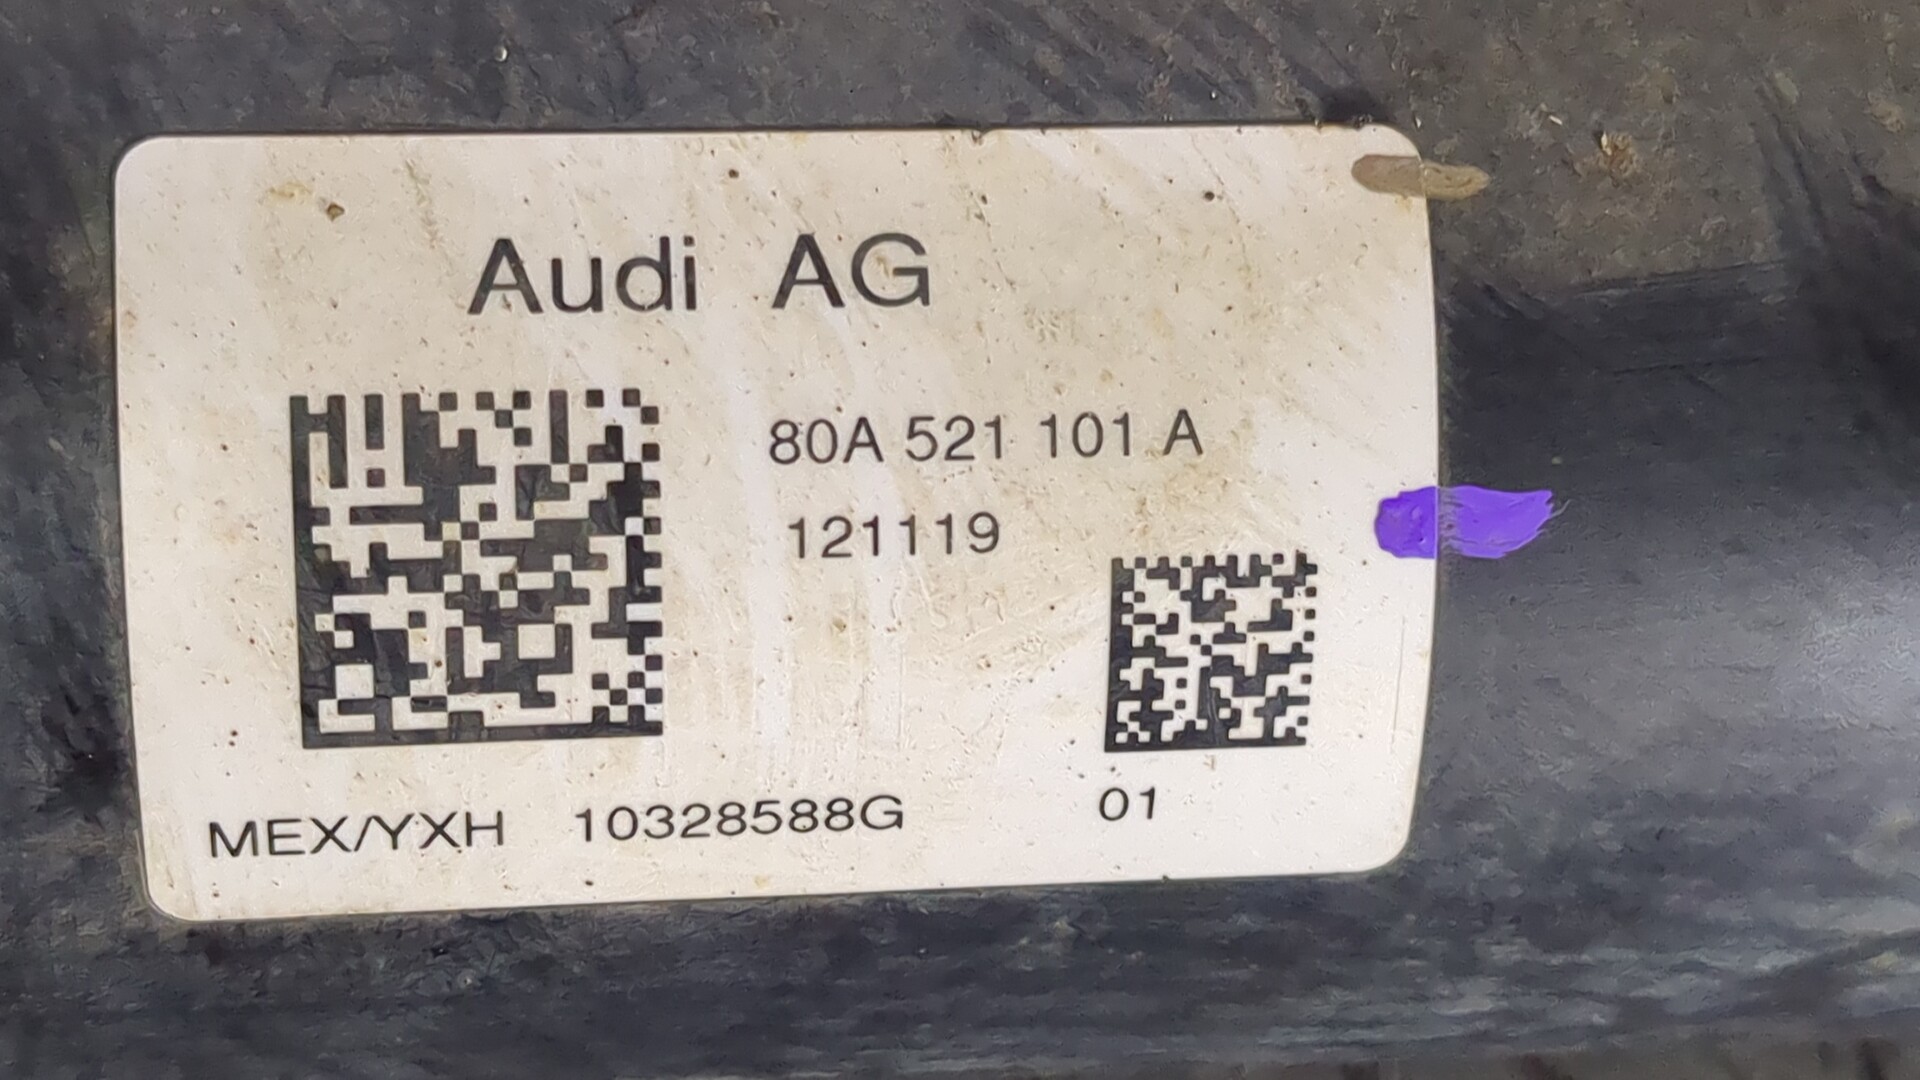 Audi AG
80A 521 101 A
121119
MEX/YXH 10328588G 01